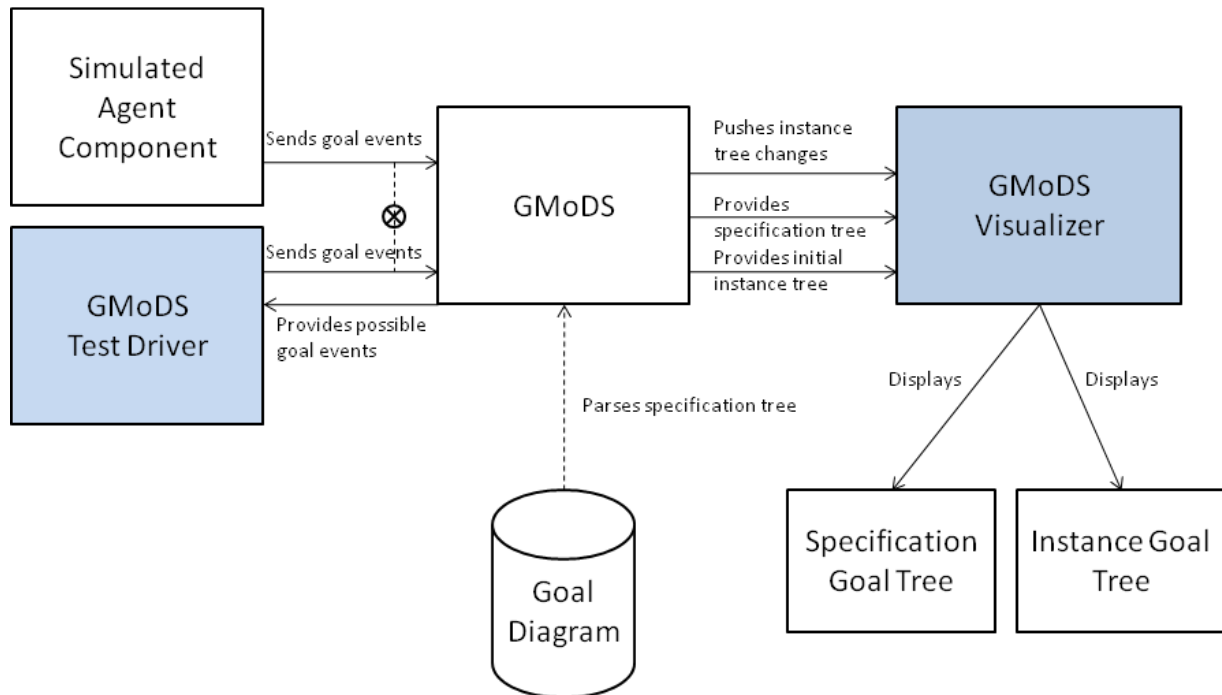 Simulated
Agent
Component
Sends goal events
GMoDS
Test Driver
Sends goal events
Provides possible
goal events
GMoDS
Pushes instance
tree changes
Provides
specification tree
Provides initial
instance tree
GMoDS
Visualizer
Parses specification tree
Goal
Diagram
Displays
Displays
Specification
Goal Tree
Instance Goal
Tree